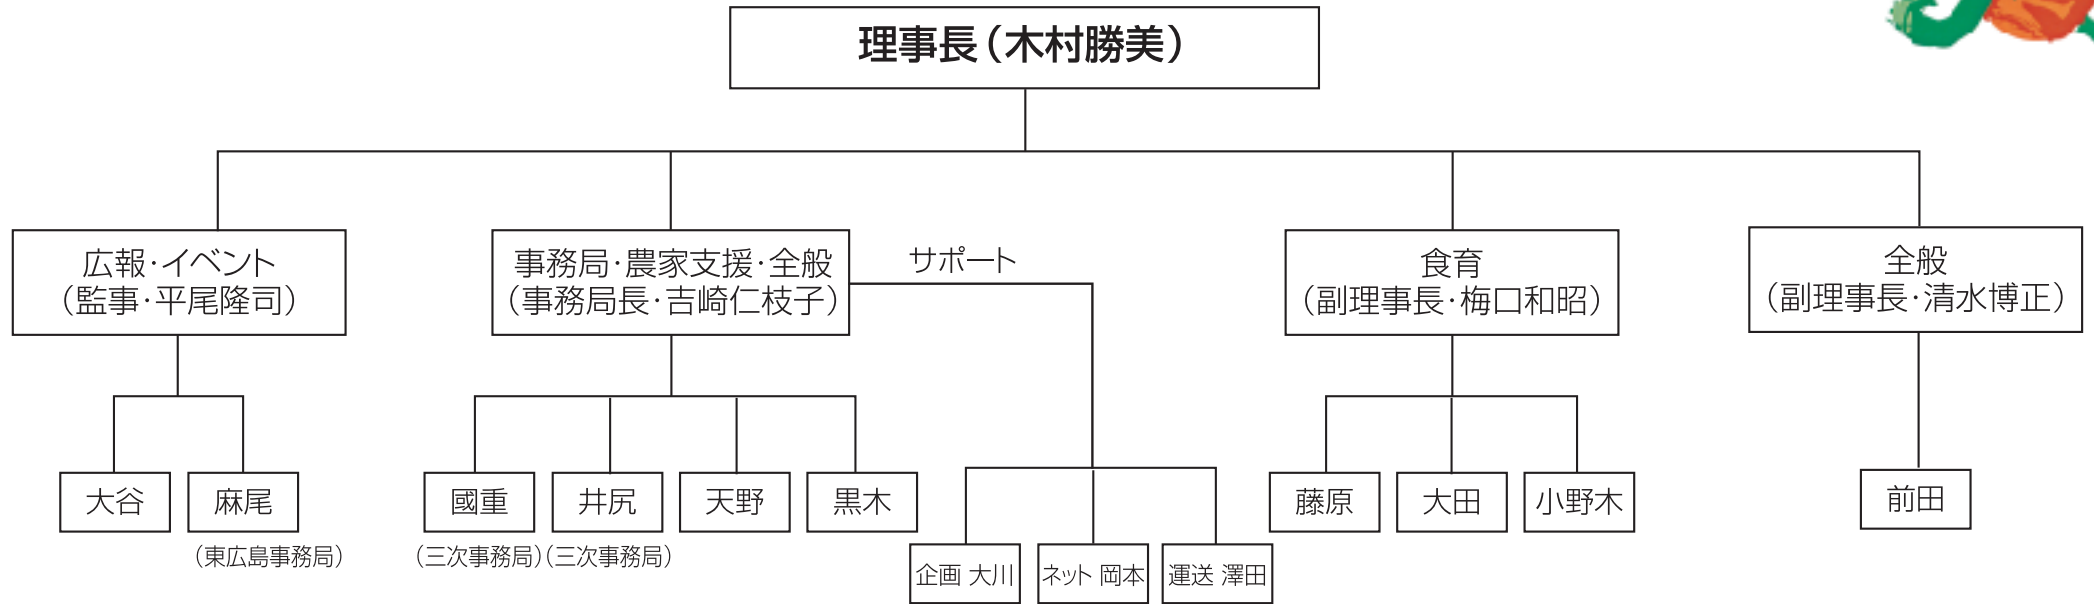 理事長（木村勝美）
広報・イベント
（監事・平尾隆司）
事務局・農家支援・全般
（事務局長・吉崎仁枝子）
サポート
食育
（副理事長・梅口和昭）
全般
（副理事長・清水博正）
大谷
麻尾
（東広島事務局）
國重
（三次事務局）
井尻
（三次事務局）
天野
黒木
企画 大川
ネット 岡本
運送 澤田
藤原
大田
小野木
前田